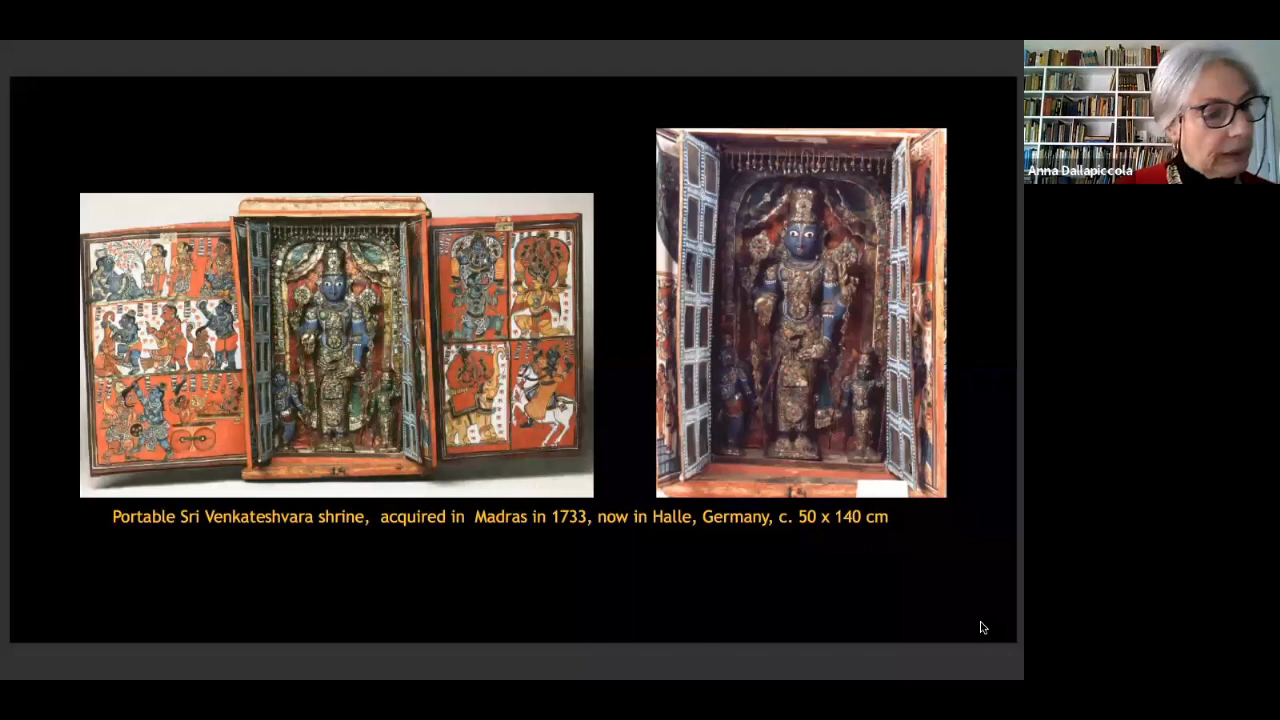 Anna Dallapiccola
Portable Sri Venkateshvara shrine, acquired in Madras in 1733, now in Halle, Germany, c. 50 x 140 cm